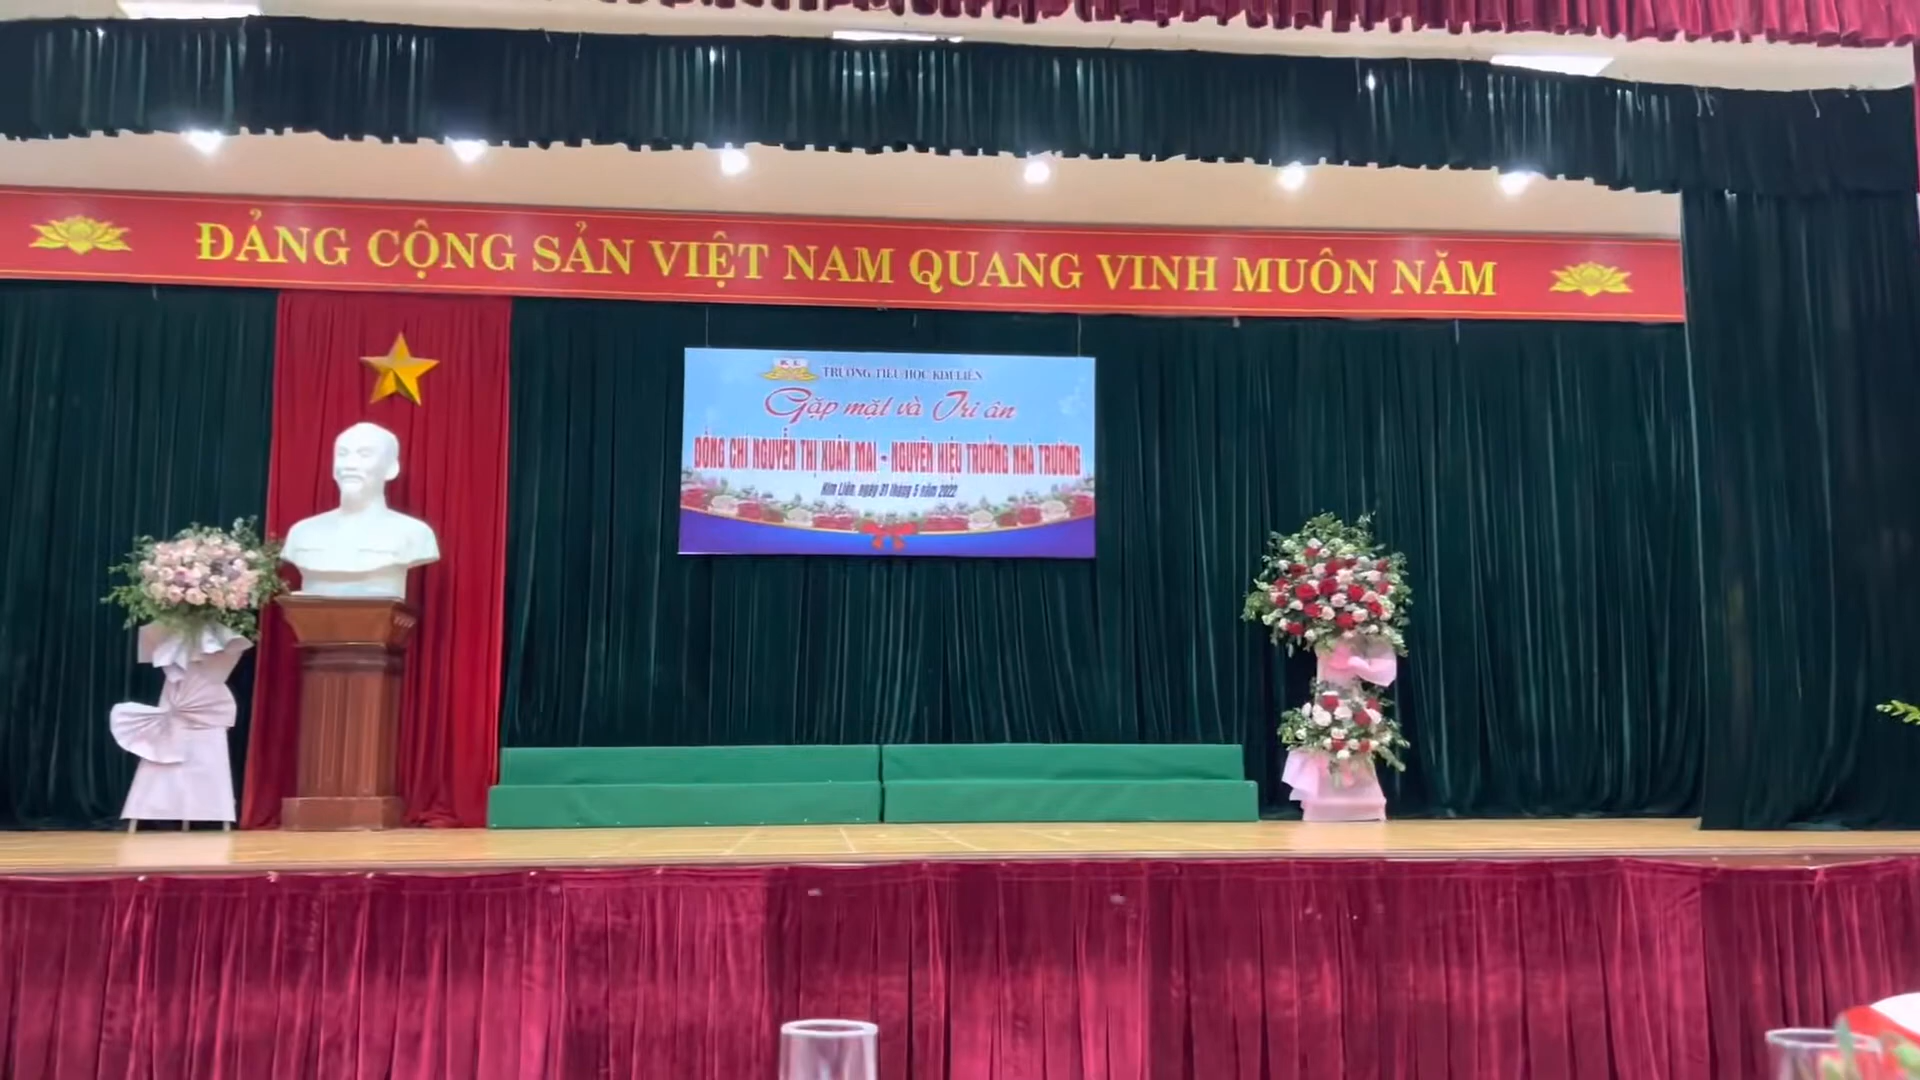 ĐẢNG CỘNG SẢN VIỆT NAM QUANG VINH MUÔN NĂM
KL
TRƯỜNG TIỂU HỌC KIM LIÊN
Gặp mặt và Tri ân
ĐỒNG CHÍ NGUYỄN THỊ XUÂN MAI - NGUYÊN HIỆU TRƯỞNG NHÀ TRƯỜNG
Kim Liên, ngày 31 tháng 5 năm 2022